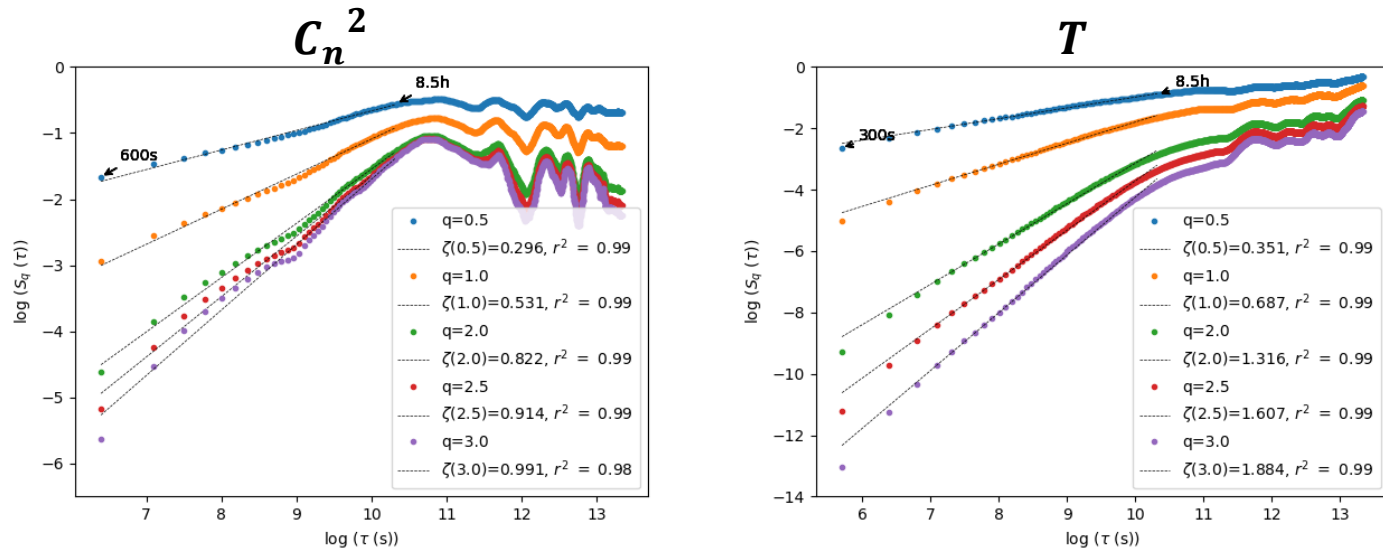 Cₙ²
T
600s
8.5h
log (S_q (τ))
0
−1
−2
−3
−4
−5
−6
q=0.5
ζ(0.5)=0.296, r² = 0.99
q=1.0
ζ(1.0)=0.531, r² = 0.99
q=2.0
ζ(2.0)=0.822, r² = 0.99
q=2.5
ζ(2.5)=0.914, r² = 0.99
q=3.0
ζ(3.0)=0.991, r² = 0.98
7 8 9 10 11 12 13
log (τ (s))
300s
8.5h
log (S_q (τ))
0
−2
−4
−6
−8
−10
−12
−14
q=0.5
ζ(0.5)=0.351, r² = 0.99
q=1.0
ζ(1.0)=0.687, r² = 0.99
q=2.0
ζ(2.0)=1.316, r² = 0.99
q=2.5
ζ(2.5)=1.607, r² = 0.99
q=3.0
ζ(3.0)=1.884, r² = 0.99
6 7 8 9 10 11 12 13
log (τ (s))